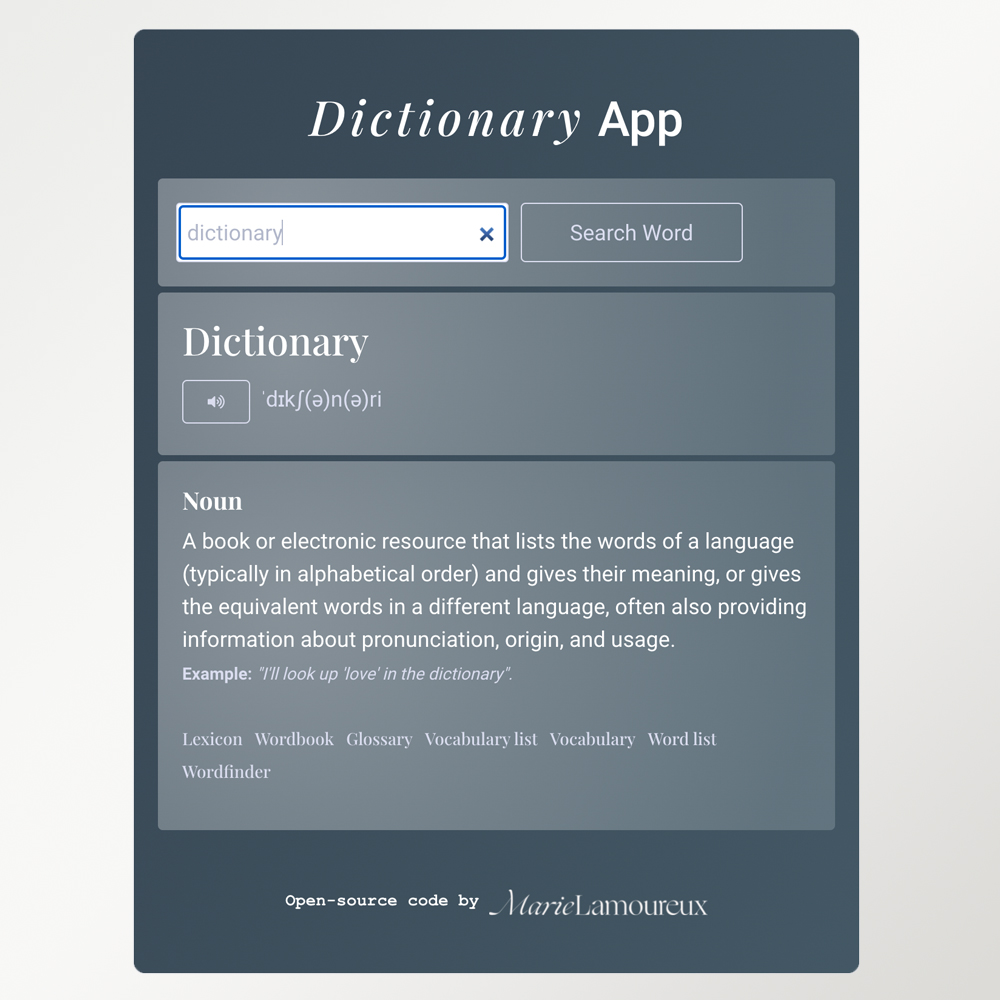 Dictionary App
dictionary
Search Word
Dictionary
ˈdɪkʃ(ə)n(ə)ri
Noun
A book or electronic resource that lists the words of a language
(typically in alphabetical order) and gives their meaning, or gives
the equivalent words in a different language, often also providing
information about pronunciation, origin, and usage.
Example: "I'll look up 'love' in the dictionary".
Lexicon Wordbook Glossary Vocabulary list Vocabulary Word list
Wordfinder
Open-source code by MarieLamoureux